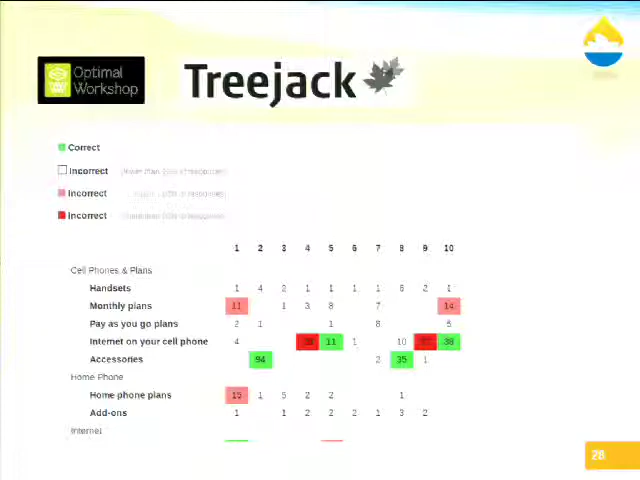 Optimal
Workshop
Treejack
Correct
Incorrect
Incorrect
Incorrect
1 2 3 4 5 6 7 8 9 10
Cell Phones & Plans
Handsets 1 4 2 1 1 1 1 6 2 1
Monthly plans 11 1 3 8 7 14
Pay as you go plans 2 1 1 8 5
Internet on your cell phone 4 11 1 10 38
Accessories 94 2 35 1
Home Phone
Home phone plans 15 1 5 2 2 1
Add-ons 1 1 2 2 2 1 3 2
Internet
28